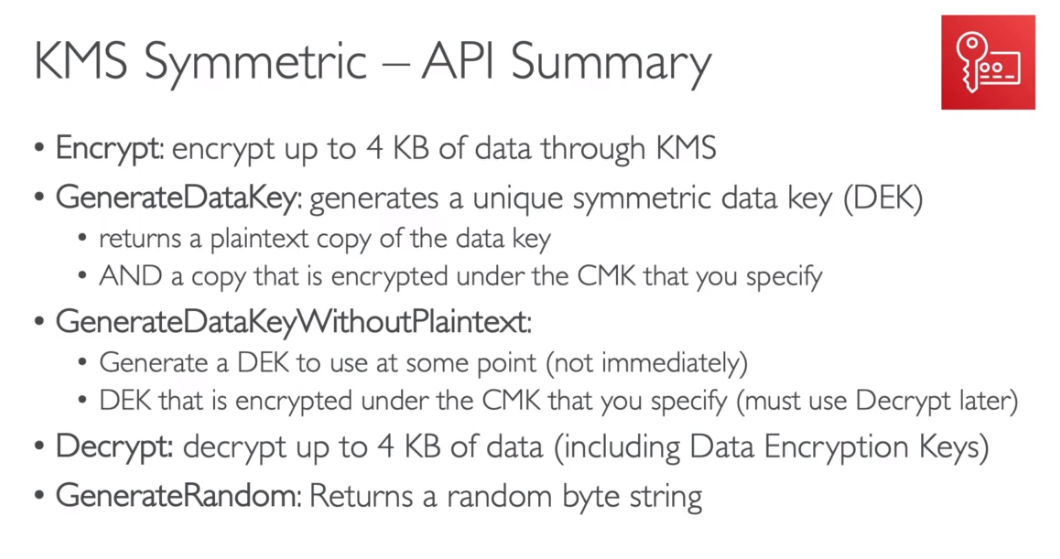 KMS Symmetric – API Summary
• Encrypt: encrypt up to 4 KB of data through KMS
• GenerateDataKey: generates a unique symmetric data key (DEK)
• returns a plaintext copy of the data key
• AND a copy that is encrypted under the CMK that you specify
• GenerateDataKeyWithoutPlaintext:
• Generate a DEK to use at some point (not immediately)
• DEK that is encrypted under the CMK that you specify (must use Decrypt later)
• Decrypt: decrypt up to 4 KB of data (including Data Encryption Keys)
• GenerateRandom: Returns a random byte string